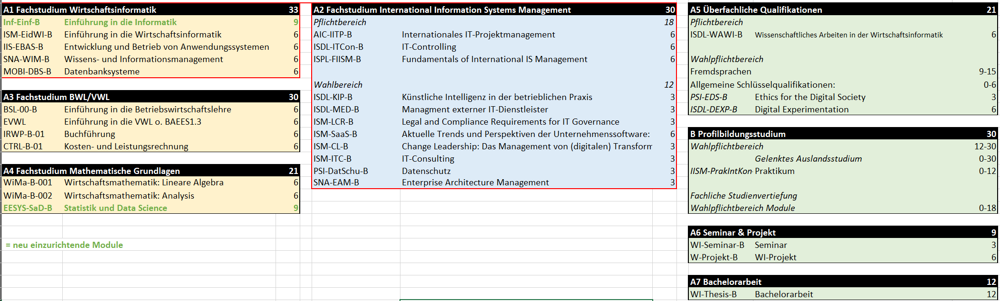 A1 Fachstudium Wirtschaftsinformatik 33
Inf-Einf-B Einführung in die Informatik 9
ISM-EidWI-B Einführung in die Wirtschaftsinformatik 6
IIS-EBAS-B Entwicklung und Betrieb von Anwendungssystemen 6
SNA-WIM-B Wissens- und Informationsmanagement 6
MOBI-DBS-B Datenbanksysteme 6
A3 Fachstudium BWL/VWL 30
BSL-00-B Einführung in die Betriebswirtschaftslehre 6
EVWL Einführung in die VWL o. BAEES1.3 6
IRWP-B-01 Buchführung 6
CTRL-B-01 Kosten- und Leistungsrechnung 6
A4 Fachstudium Mathematische Grundlagen 21
WiMa-B-001 Wirtschaftsmathematik: Lineare Algebra 6
WiMa-B-002 Wirtschaftsmathematik: Analysis 6
EESYS-SaD-B Statistik und Data Science 9
= neu einzurichtende Module
A2 Fachstudium International Information Systems Management 30
Pflichtbereich 18
AIC-IITP-B Internationales IT-Projektmanagement 6
ISDL-ITCon-B IT-Controlling 6
ISPL-FIISM-B Fundamentals of International IS Management 6
Wahlbereich 12
ISDL-KIP-B Künstliche Intelligenz in der betrieblichen Praxis 3
ISDL-MED-B Managment externer IT-Dienstleister 3
ISM-LCR-B Legal and Compliance Requirements for IT Governance 3
ISM-SaaS-B Aktuelle Trends und Perspektiven der Unternehmenssoftware: 6
ISM-CL-B Change Leadership: Das Management von (digitalen) Transform 3
ISM-ITC-B IT-Consulting 3
PSI-DatSchu-B Datenschutz 3
SNA-EAM-B Enterprise Architecture Management 3
A5 Überfachliche Qualifikationen 21
Pflichtbereich
ISDL-WAWI-B Wissenschaftliches Arbeiten in der Wirtschaftsinformatik 6
Wahlpflichtbereich
Fremdsprachen 9-15
Allgemeine Schlüsselqualifikationen: 0-6
PSI-EDS-B Ethics for the Digital Society 3
ISDL-DEXP-B Digital Experimentation 6
B Profilbildungsstudium 30
Wahlpflichtbereich 12-30
Gelenktes Auslandsstudium 0-30
IISM-PrakIntKon- Praktikum 0-12
Fachliche Studienvertiefung
Wahlpflichtbereich Module 0-18
A6 Seminar & Projekt 9
WI-Seminar-B Seminar 3
W-Projekt-B WI-Projekt 6
A7 Bachelorarbeit 12
WI-Thesis-B Bachelorarbeit 12